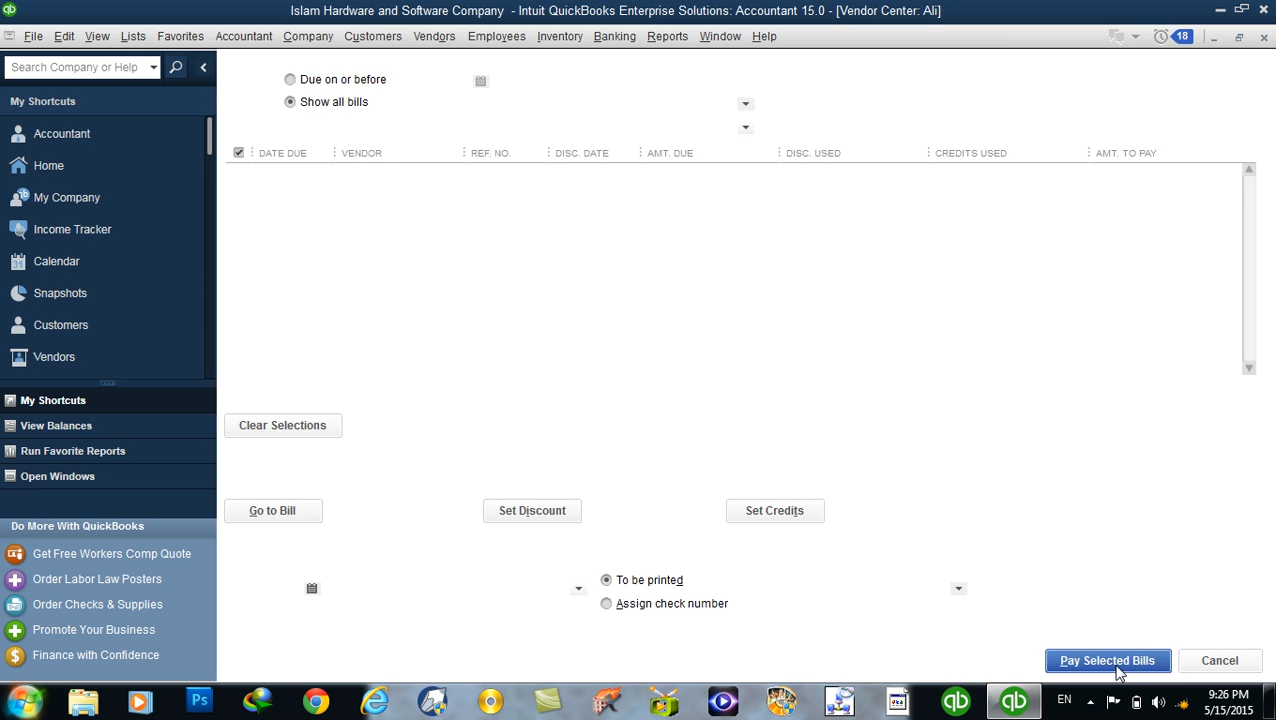 Islam Hardware and Software Company - Intuit QuickBooks Enterprise Solutions: Accountant 15.0 - [Vendor Center: Ali]
File Edit View Lists Favorites Accountant Company Customers Vendors Employees Inventory Banking Reports Window Help 18
Search Company or Help
My Shortcuts
Accountant
Home
My Company
Income Tracker
Calendar
Snapshots
Customers
Vendors
My Shortcuts
View Balances
Run Favorite Reports
Open Windows
Do More With QuickBooks
Get Free Workers Comp Quote
Order Labor Law Posters
Order Checks & Supplies
Promote Your Business
Finance with Confidence
Due on or before
Show all bills
DATE DUE VENDOR REF. NO. DISC. DATE AMT. DUE DISC. USED CREDITS USED AMT. TO PAY
Clear Selections
Go to Bill Set Discount Set Credits
To be printed
Assign check number
Pay Selected Bills Cancel
EN 9:26 PM
5/15/2015